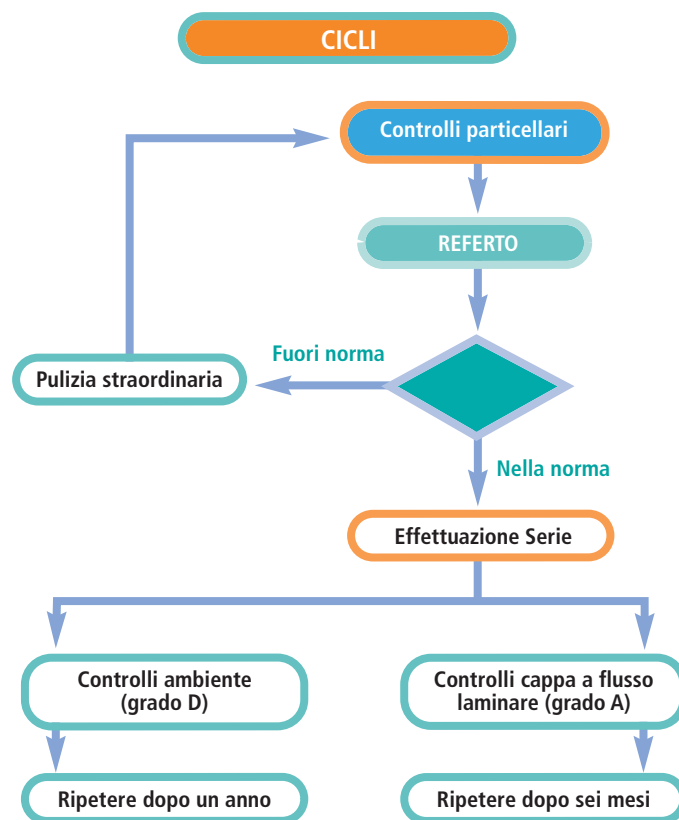 CICLI
Controlli particellari
REFERTO
Fuori norma
Pulizia straordinaria
Nella norma
Effettuazione Serie
Controlli ambiente
(grado D)
Controlli cappa a flusso
laminare (grado A)
Ripetere dopo un anno
Ripetere dopo sei mesi